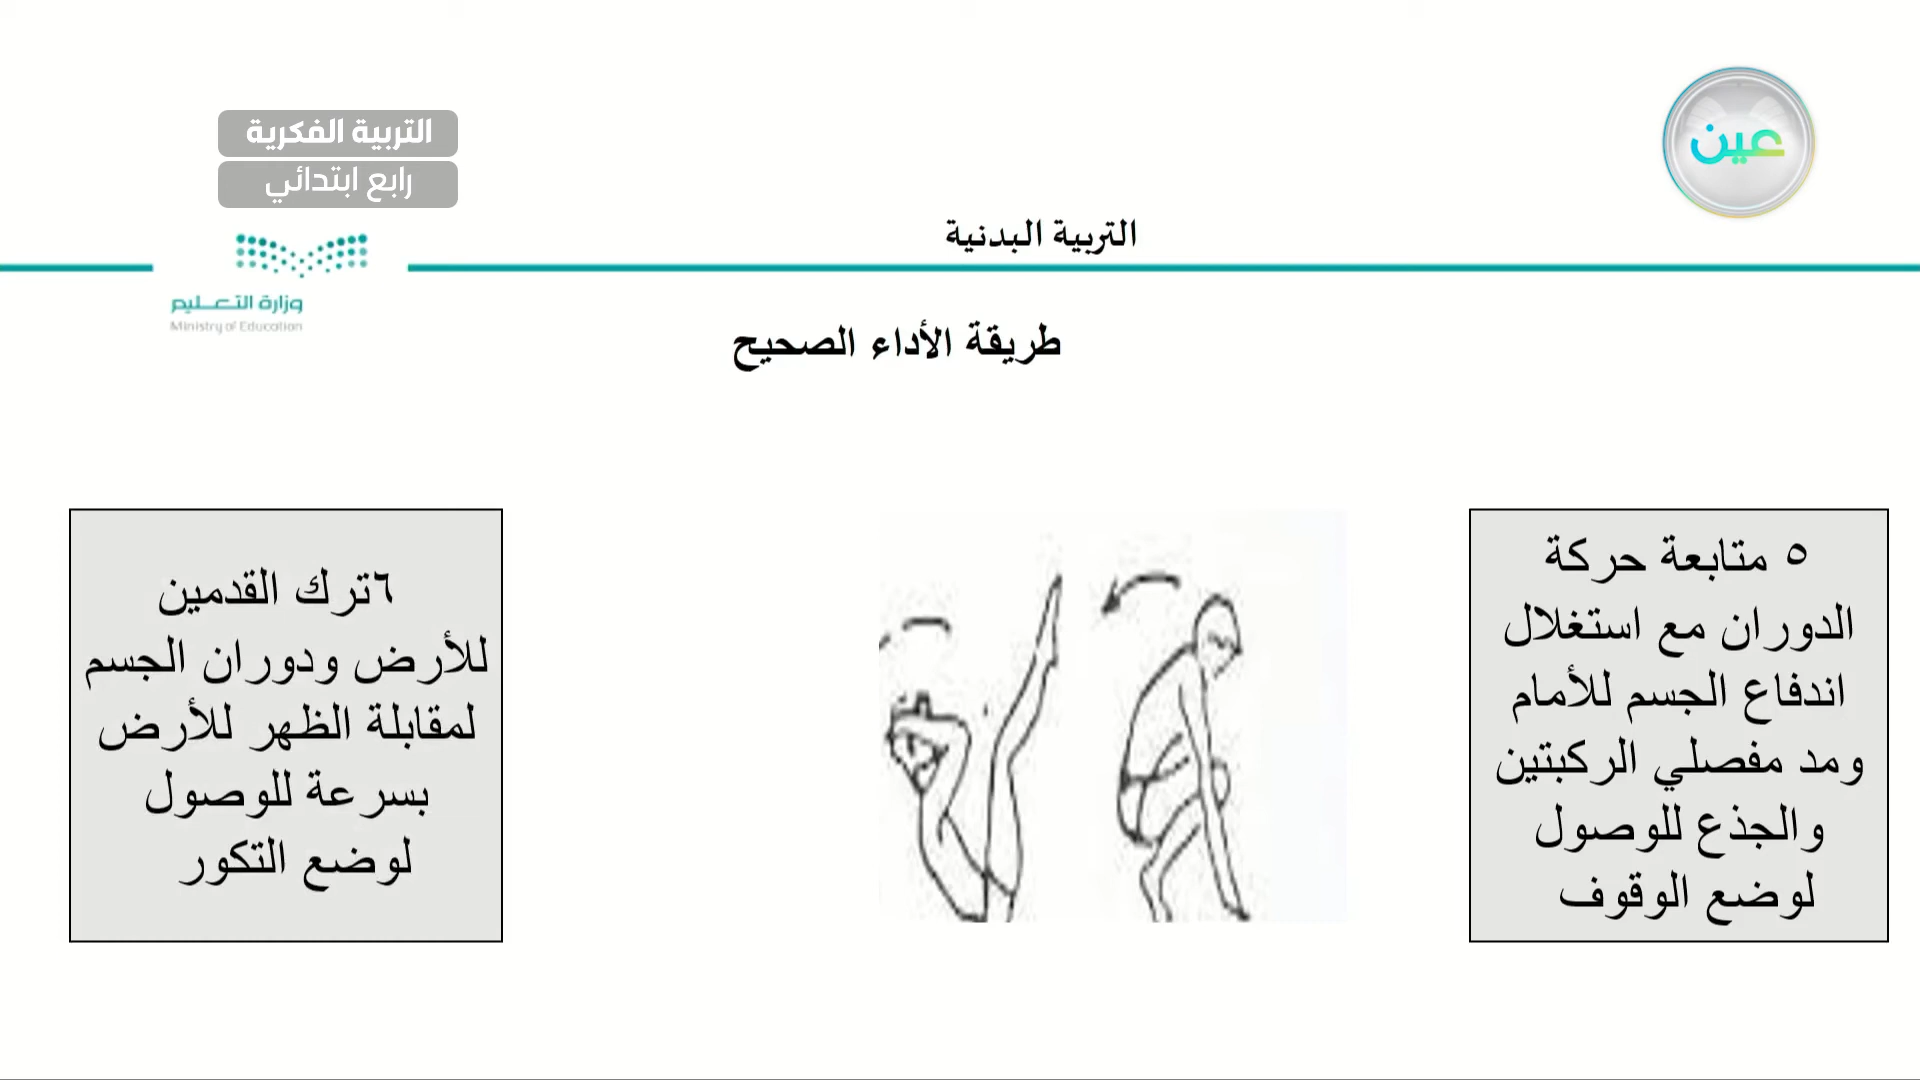 التربية الفكرية
رابع ابتدائي
عين
التربية البدنية
وزارة التعليم
Ministry of Education
طريقة الأداء الصحيح
٥ متابعة حركة
الدوران مع استغلال
اندفاع الجسم للأمام
ومد مفصلي الركبتين
والجذع للوصول
لوضع الوقوف
٦ترك القدمين
للأرض ودوران الجسم
لمقابلة الظهر للأرض
بسرعة للوصول
لوضع التكور